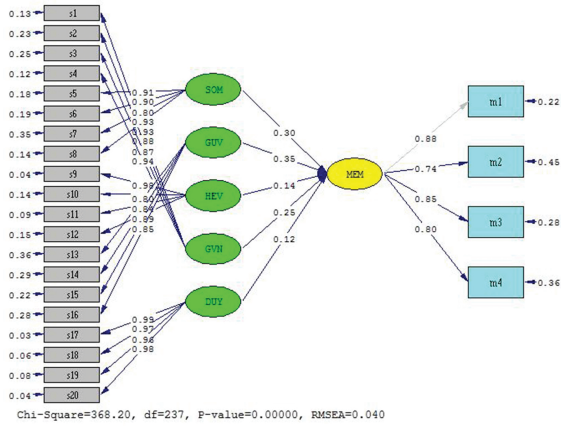 0.13 s1
0.23 s2
0.25 s3
0.12 s4
0.18 s5
0.19 s6
0.35 s7
0.14 s8
0.04 s9
0.14 s10
0.09 s11
0.15 s12
0.36 s13
0.29 s14
0.22 s15
0.28 s16
0.03 s17
0.06 s18
0.08 s19
0.04 s20
0.91
0.90
0.80
0.93
0.93
0.88
0.87
0.94
0.98
0.80
0.89
0.85
0.99
0.97
0.96
0.98
SOM
GUV
HEV
GVN
DUY
0.30
0.35
0.14
0.25
0.12
MEM
0.88
0.74
0.85
0.80
m1 0.22
m2 0.45
m3 0.28
m4 0.36
Chi-Square=368.20, df=237, P-value=0.00000, RMSEA=0.040